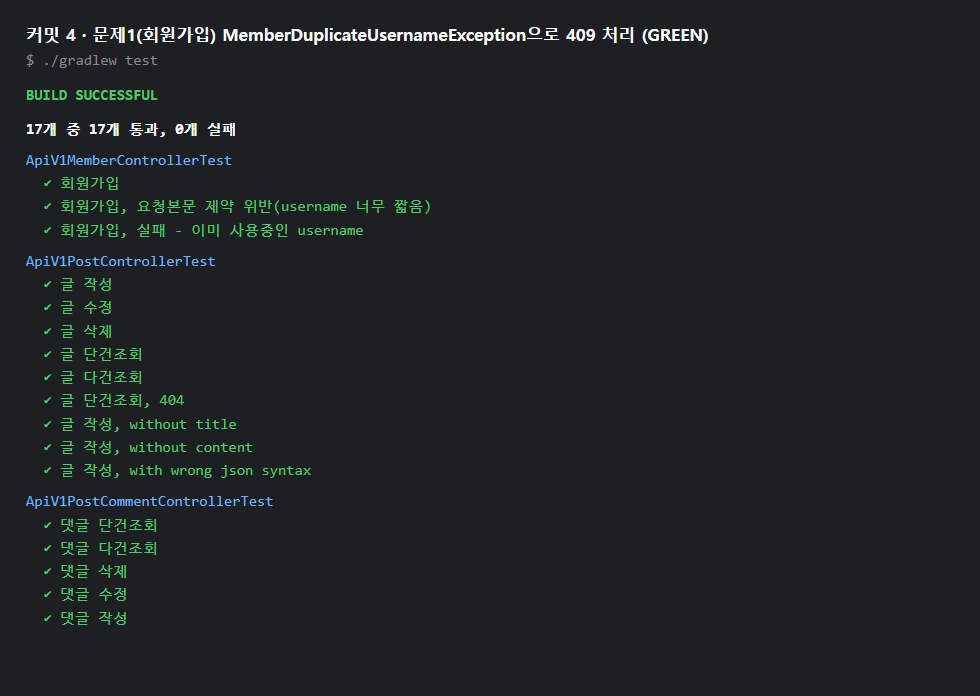 커밋 4 · 문제1(회원가입) MemberDuplicateUsernameException으로 409 처리 (GREEN)
$ ./gradlew test
BUILD SUCCESSFUL
17개 중 17개 통과, 0개 실패
ApiV1MemberControllerTest
✔ 회원가입
✔ 회원가입, 요청본문 제약 위반(username 너무 짧음)
✔ 회원가입, 실패 - 이미 사용중인 username
ApiV1PostControllerTest
✔ 글 작성
✔ 글 수정
✔ 글 삭제
✔ 글 단건조회
✔ 글 다건조회
✔ 글 단건조회, 404
✔ 글 작성, without title
✔ 글 작성, without content
✔ 글 작성, with wrong json syntax
ApiV1PostCommentControllerTest
✔ 댓글 단건조회
✔ 댓글 다건조회
✔ 댓글 삭제
✔ 댓글 수정
✔ 댓글 작성